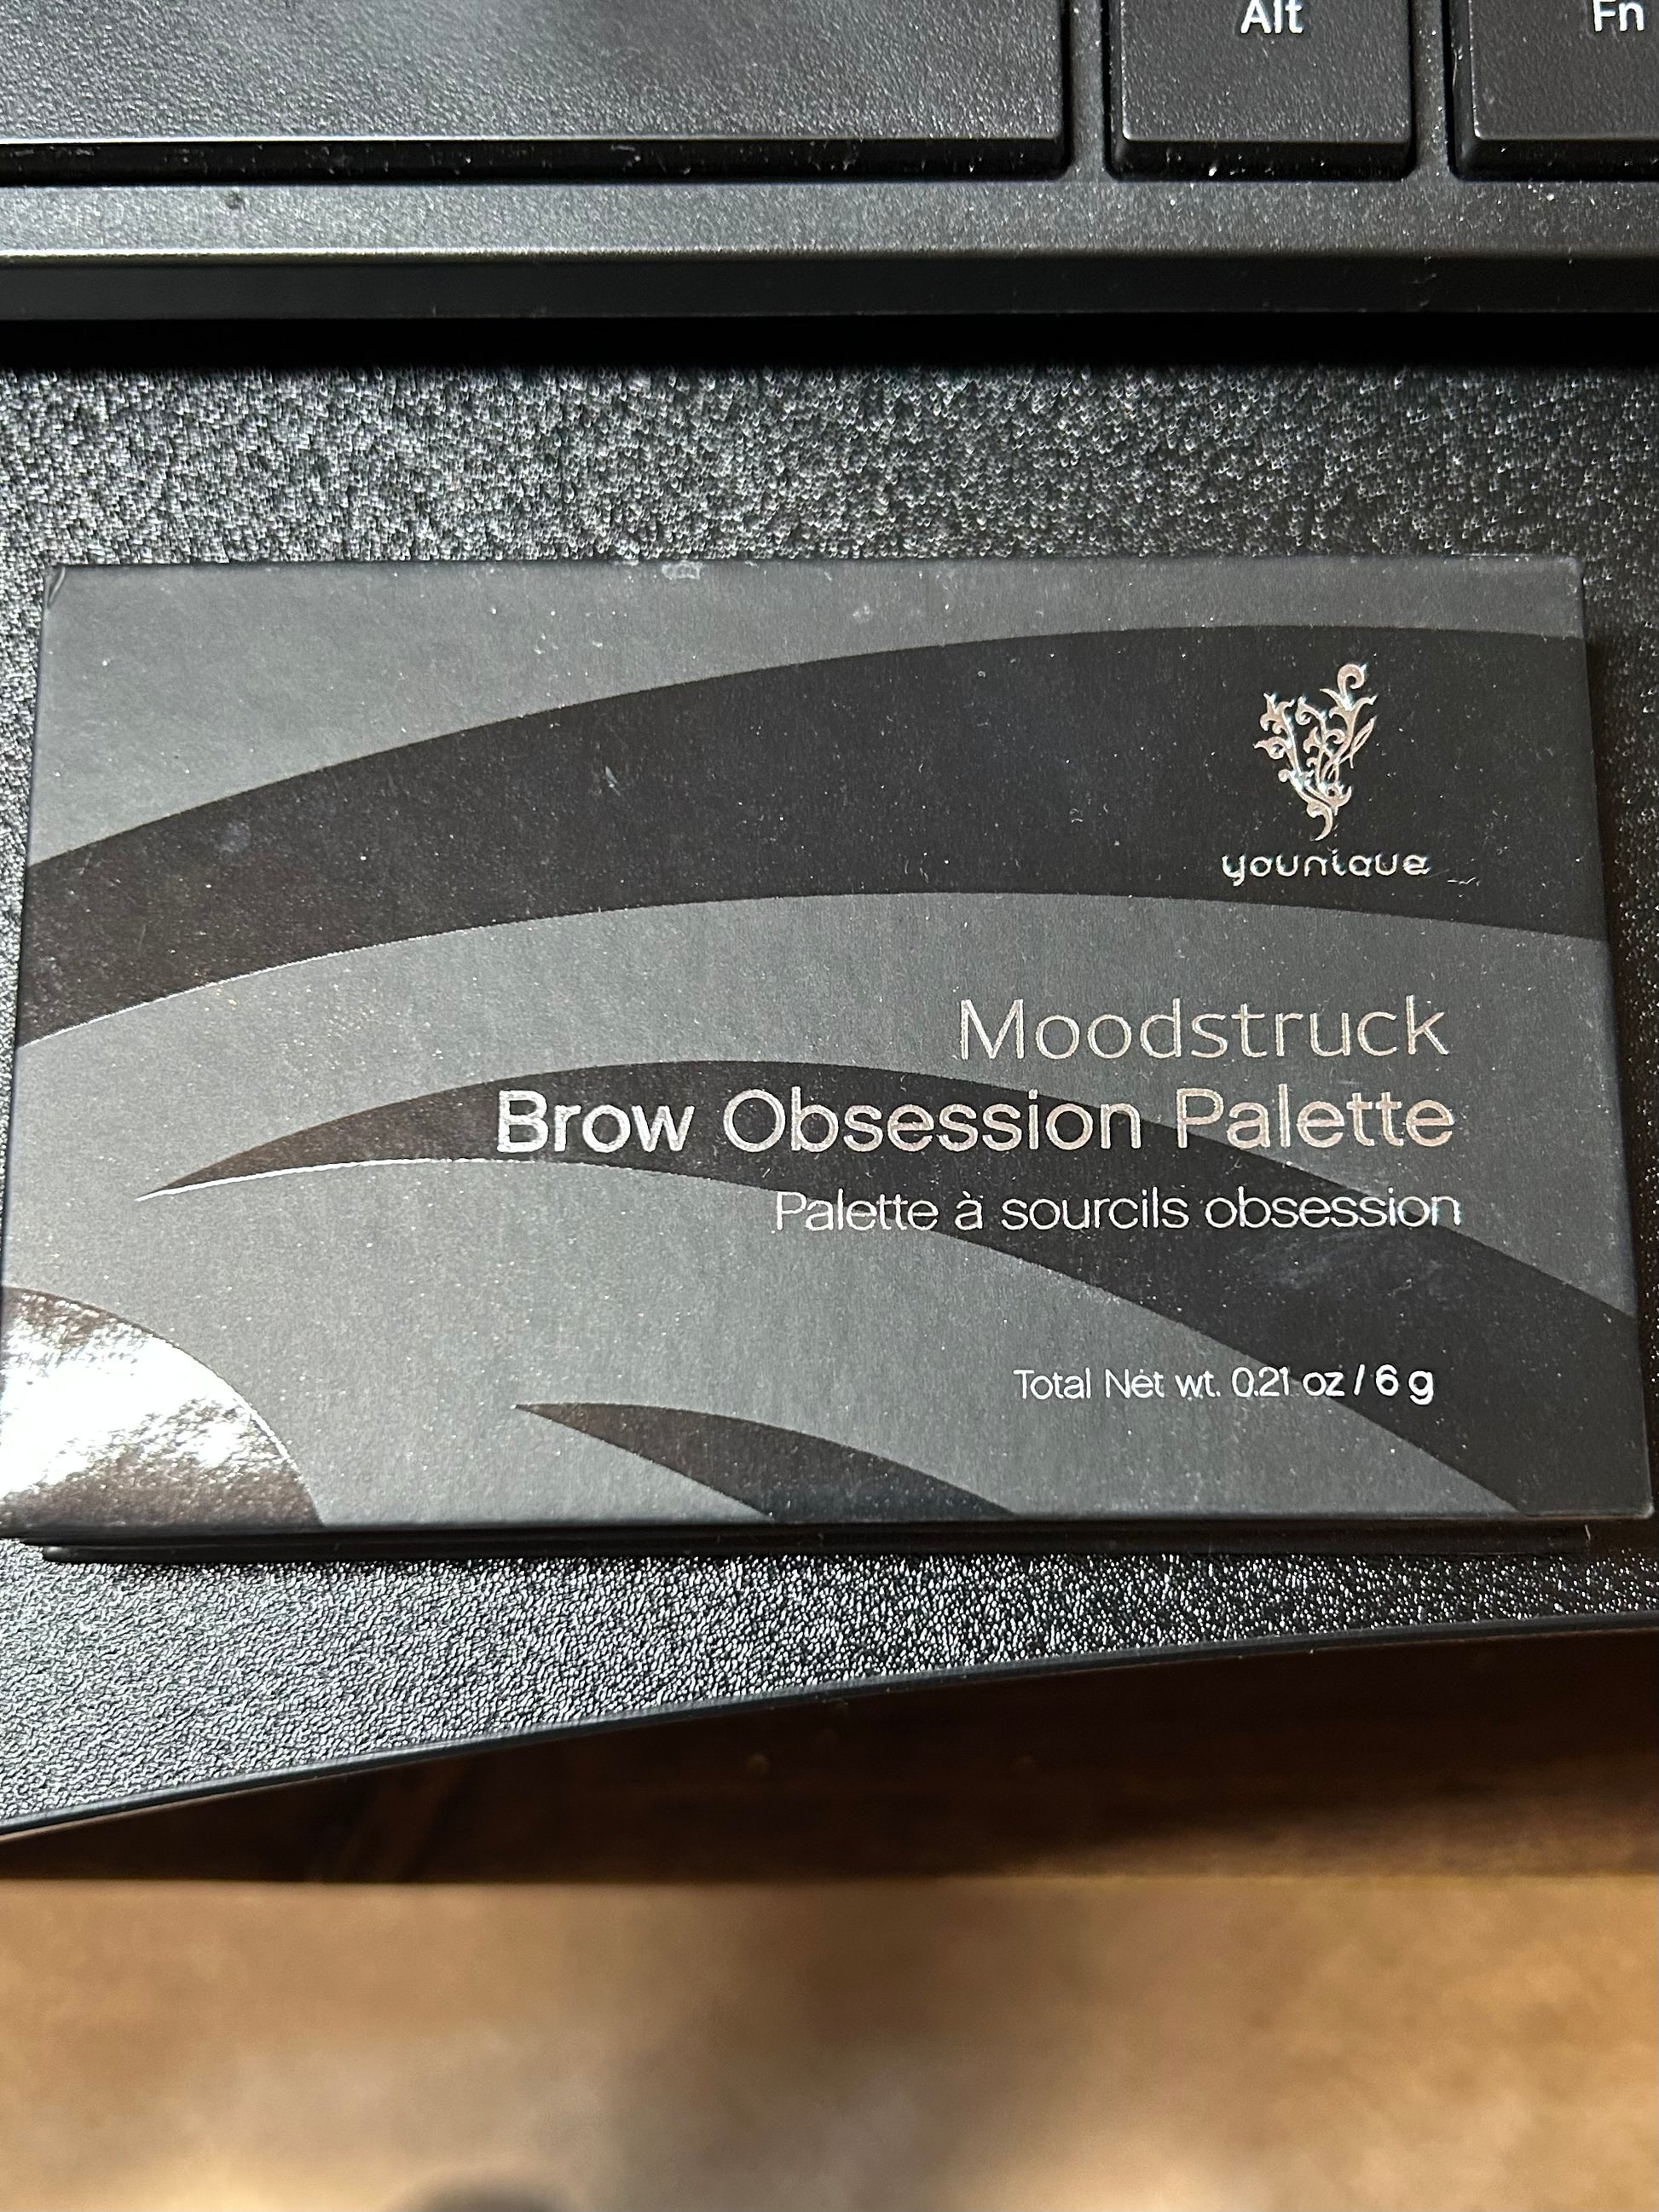 Alt Fn
younique
Moodstruck
Brow Obsession Palette
Palette à sourcils obsession
Total Net wt. 0.21 oz / 6 g